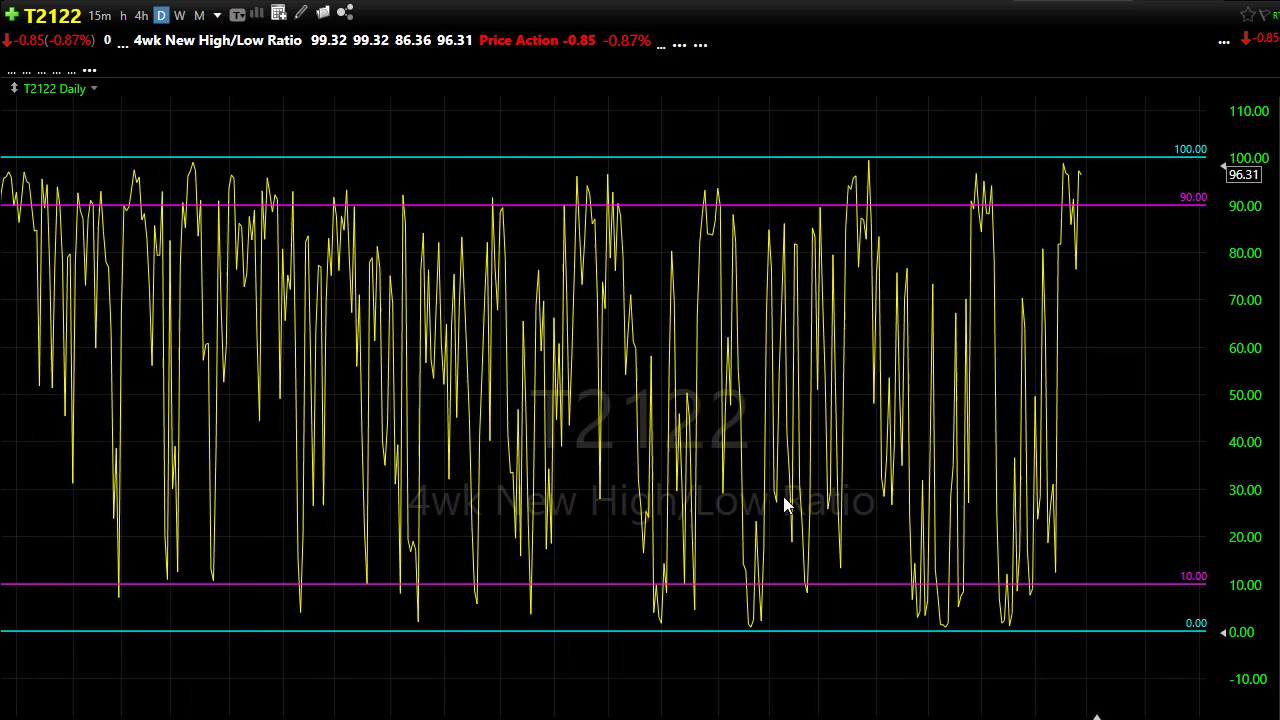 T2122 15m h 4h D W M T
-0.85(-0.87%) 0 ... 4wk New High/Low Ratio 99.32 99.32 86.36 96.31 Price Action -0.85 -0.87% ... ... ... ... -0.85
... ... ... ... ... ...
T2122 Daily
110.00
100.00 100.00
96.31
90.00 90.00
80.00
70.00
60.00
50.00
T2122
40.00
4wk New High/Low Ratio 30.00
20.00
10.00 10.00
0.00 0.00
-10.00